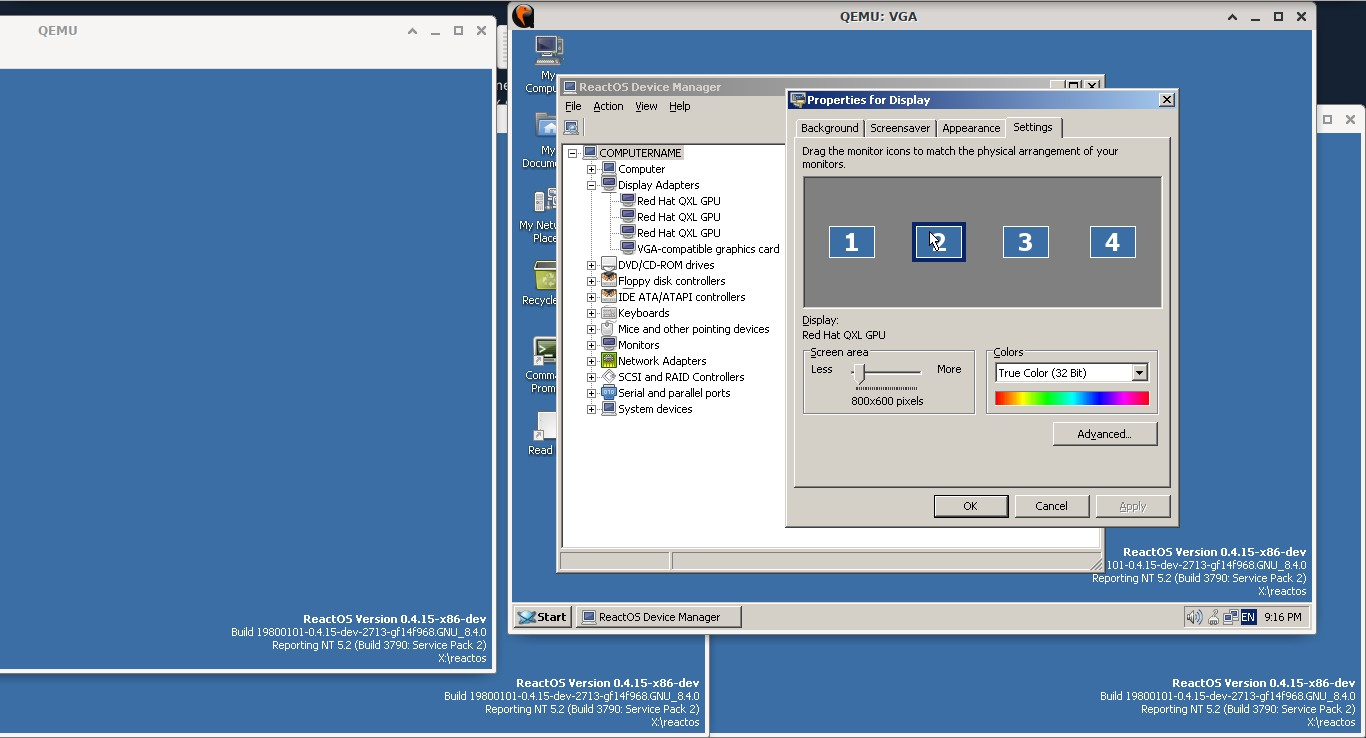 QEMU
QEMU: VGA
My
Compu
My
Docum
My Netw
Place
Recycle
Comma
Prom
Read
ReactOS Device Manager
File Action View Help
COMPUTERNAME
Computer
Display Adapters
Red Hat QXL GPU
Red Hat QXL GPU
Red Hat QXL GPU
VGA-compatible graphics card
DVD/CD-ROM drives
Floppy disk controllers
IDE ATA/ATAPI controllers
Keyboards
Mice and other pointing devices
Monitors
Network Adapters
SCSI and RAID Controllers
Serial and parallel ports
System devices
Properties for Display
Background Screensaver Appearance Settings
Drag the monitor icons to match the physical arrangement of your
monitors.
1 2 3 4
Display:
Red Hat QXL GPU
Screen area
Less More
800x600 pixels
Colors
True Color (32 Bit)
Advanced...
OK Cancel Apply
ReactOS Version 0.4.15-x86-dev
101-0.4.15-dev-2713-gf14f968.GNU_8.4.0
Reporting NT 5.2 (Build 3790: Service Pack 2)
X:\reactos
Start ReactOS Device Manager EN 9:16 PM
ReactOS Version 0.4.15-x86-dev
Build 19800101-0.4.15-dev-2713-gf14f968.GNU_8.4.0
Reporting NT 5.2 (Build 3790: Service Pack 2)
X:\reactos
ReactOS Version 0.4.15-x86-dev
Build 19800101-0.4.15-dev-2713-gf14f968.GNU_8.4.0
Reporting NT 5.2 (Build 3790: Service Pack 2)
X:\reactos
ReactOS Version 0.4.15-x86-dev
Build 19800101-0.4.15-dev-2713-gf14f968.GNU_8.4.0
Reporting NT 5.2 (Build 3790: Service Pack 2)
X:\reactos